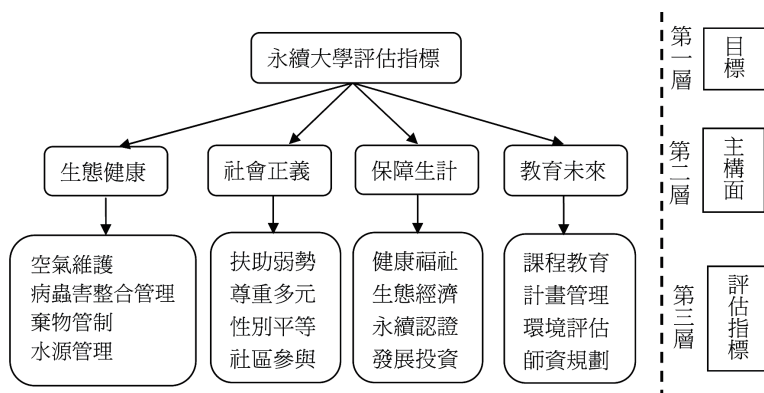 永續大學評估指標
第一層
目標
生態健康
社會正義
保障生計
教育未來
第二層
主構面
空氣維護
病蟲害整合管理
棄物管制
水源管理
扶助弱勢
尊重多元
性別平等
社區參與
健康福祉
生態經濟
永續認證
發展投資
課程教育
計畫管理
環境評估
師資規劃
第三層
評估指標